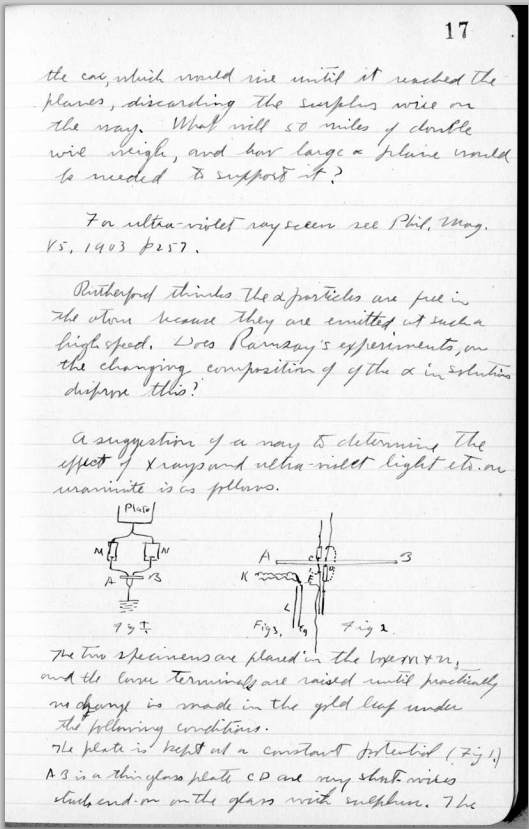 17
the car, which would rise until it reached the
planes, discarding the surplus wire on
the way. What will 50 miles of double
wire weigh, and how large a plane would
be needed to support it?
For ultra-violet ray screen see Phil. Mag.
V5, 1903 p257.
Rutherford thinks the α particles are free in
the atom because they are emitted at such a
high speed. Does Ramsay's experiments, on
the changing composition of of the α in solution
disprove this?
A suggestion of a way to determine the
effect of X rays and ultra-violet light etc. on
uraninite is as follows.
Plate
M N
A B
Fig I.
A B
K
C
L
Fig 3.
Fig 2.
The two specimens are placed in the boxes M + N,
and the lower terminals are raised until practically
no change is made in the gold leaf under
the following conditions.
The plate is kept at a constant potential (Fig 1.)
AB is a thin glass plate CD are very short wires
stuck end-on on the glass with sulphur. The